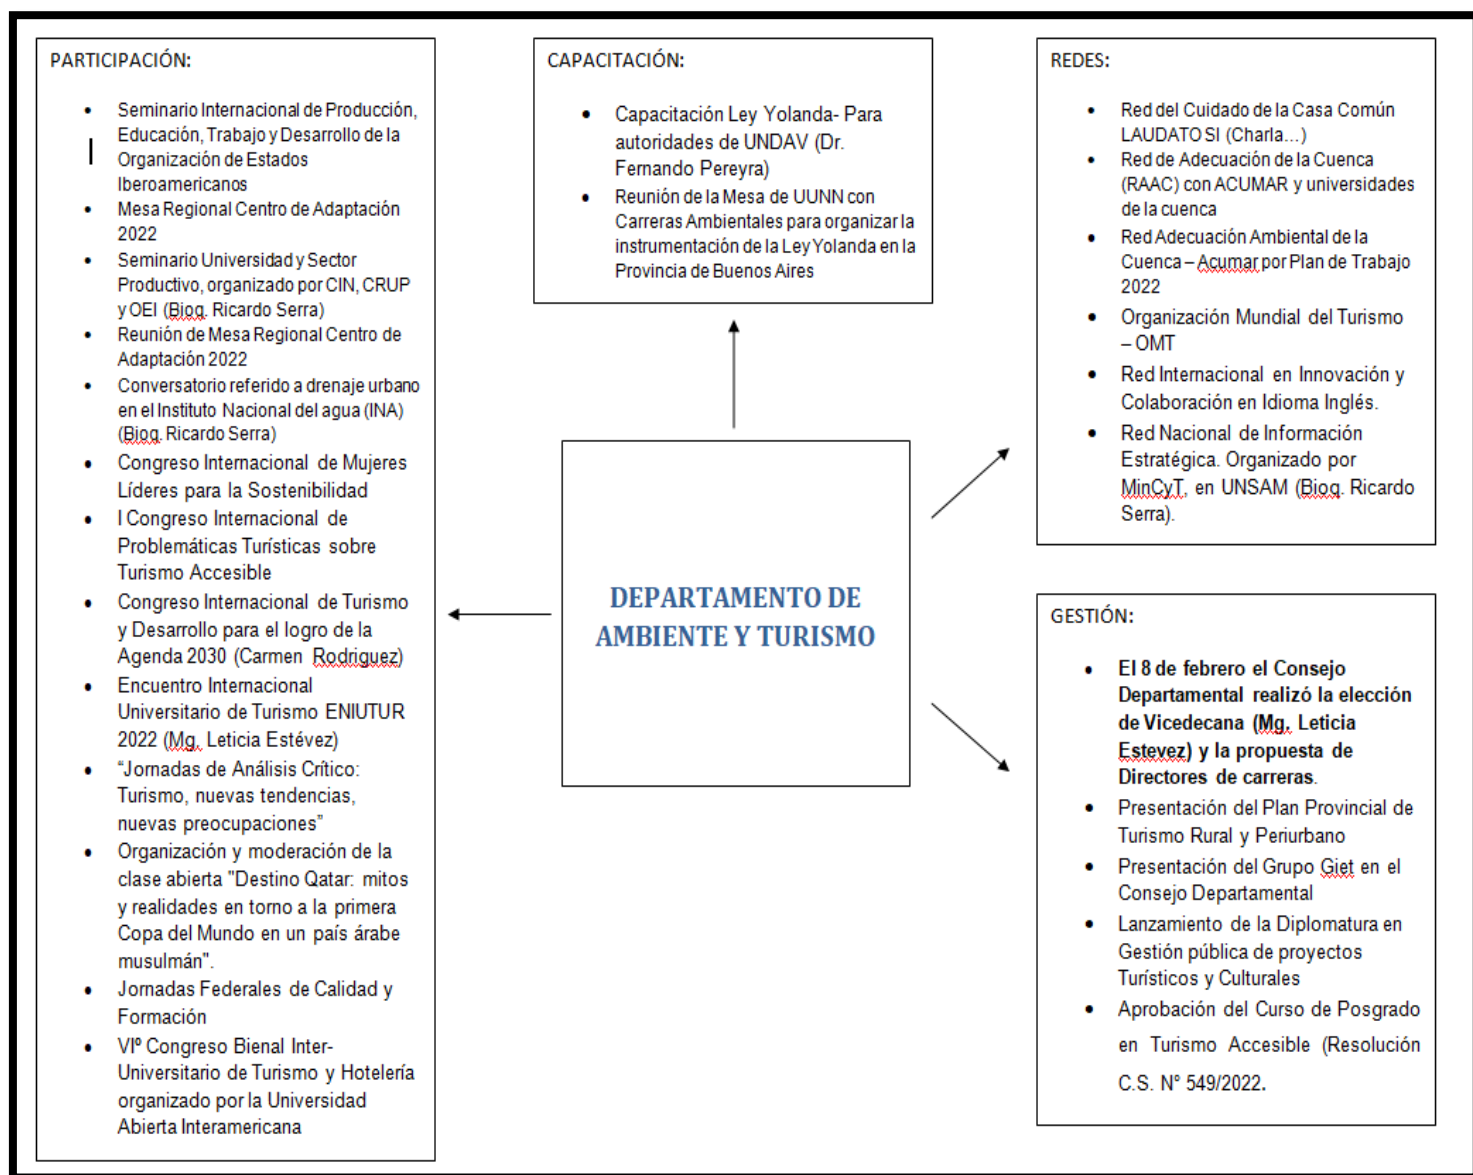 PARTICIPACIÓN:
• Seminario Internacional de Producción,
Educación, Trabajo y Desarrollo de la
Organización de Estados
Iberoamericanos
• Mesa Regional Centro de Adaptación
2022
• Seminario Universidad y Sector
Productivo, organizado por CIN, CRUP
y OEI (Bioq. Ricardo Serra)
• Reunión de Mesa Regional Centro de
Adaptación 2022
• Conversatorio referido a drenaje urbano
en el Instituto Nacional del agua (INA)
(Bioq. Ricardo Serra)
• Congreso Internacional de Mujeres
Líderes para la Sostenibilidad
• I Congreso Internacional de
Problemáticas Turísticas sobre
Turismo Accesible
• Congreso Internacional de Turismo
y Desarrollo para el logro de la
Agenda 2030 (Carmen Rodriguez)
• Encuentro Internacional
Universitario de Turismo ENIUTUR
2022 (Mg. Leticia Estévez)
• “Jornadas de Análisis Crítico:
Turismo, nuevas tendencias,
nuevas preocupaciones”
• Organización y moderación de la
clase abierta "Destino Qatar: mitos
y realidades en torno a la primera
Copa del Mundo en un país árabe
musulmán".
• Jornadas Federales de Calidad y
Formación
• VIº Congreso Bienal Inter-
Universitario de Turismo y Hotelería
organizado por la Universidad
Abierta Interamericana
CAPACITACIÓN:
• Capacitación Ley Yolanda- Para
autoridades de UNDAV (Dr.
Fernando Pereyra)
• Reunión de la Mesa de UUNN con
Carreras Ambientales para organizar la
instrumentación de la Ley Yolanda en la
Provincia de Buenos Aires
DEPARTAMENTO DE
AMBIENTE Y TURISMO
REDES:
• Red del Cuidado de la Casa Común
LAUDATO SI (Charla...)
• Red de Adecuación de la Cuenca
(RAAC) con ACUMAR y universidades
de la cuenca
• Red Adecuación Ambiental de la
Cuenca – Acumar por Plan de Trabajo
2022
• Organización Mundial del Turismo
– OMT
• Red Internacional en Innovación y
Colaboración en Idioma Inglés.
• Red Nacional de Información
Estratégica. Organizado por
MinCyT, en UNSAM (Bioq. Ricardo
Serra).
GESTIÓN:
• El 8 de febrero el Consejo
Departamental realizó la elección
de Vicedecana (Mg. Leticia
Estevez) y la propuesta de
Directores de carreras.
• Presentación del Plan Provincial de
Turismo Rural y Periurbano
• Presentación del Grupo Giet en el
Consejo Departamental
• Lanzamiento de la Diplomatura en
Gestión pública de proyectos
Turísticos y Culturales
• Aprobación del Curso de Posgrado
en Turismo Accesible (Resolución
C.S. N° 549/2022.